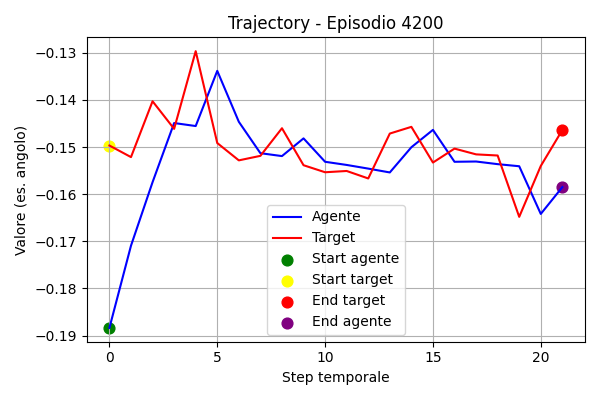 Trajectory - Episodio 4200
Valore (es. angolo)
−0.13
−0.14
−0.15
−0.16
−0.17
−0.18
−0.19
Agente
Target
Start agente
Start target
End target
End agente
0 5 10 15 20
Step temporale